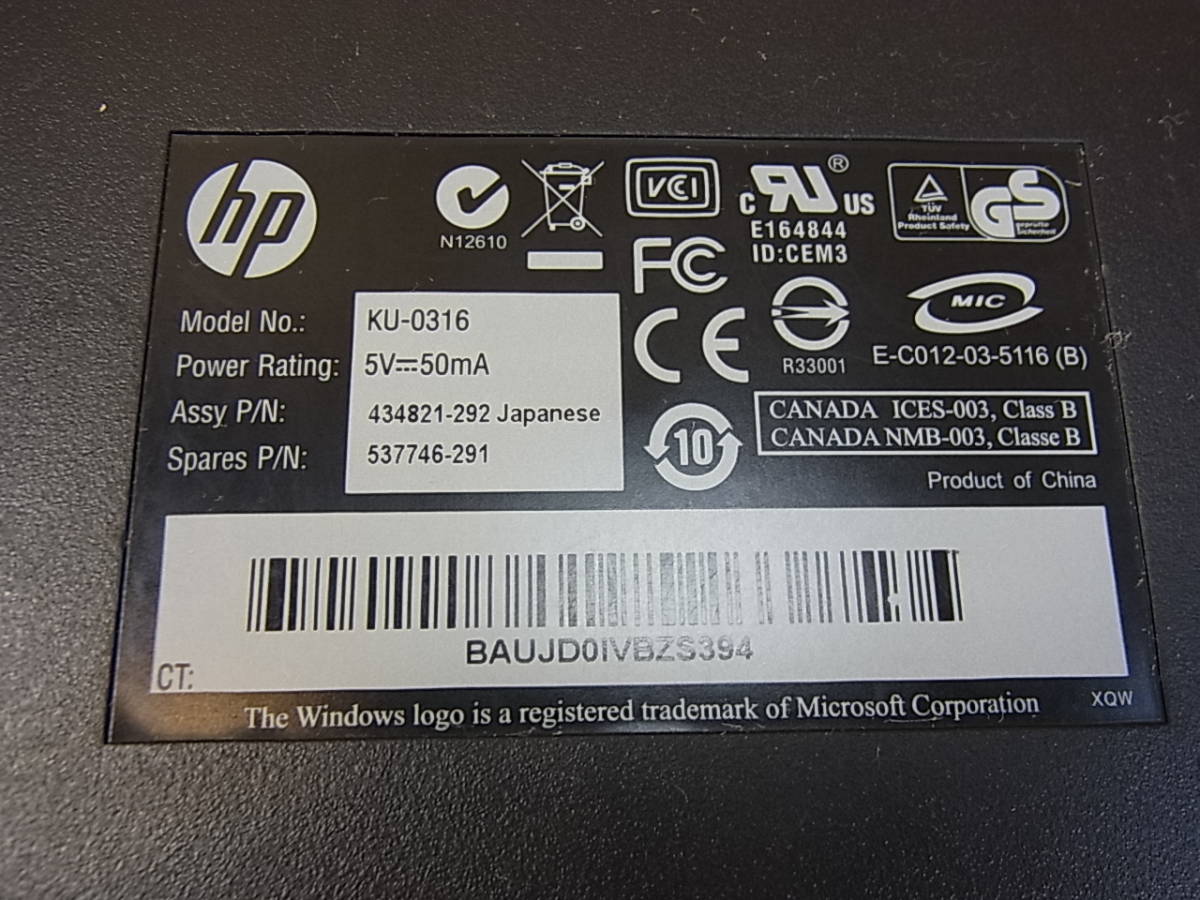 hp
N12610
VCI
FC
CE
c RU US ®
E164844
ID:CEM3
TÜV
Rheinland
Product Safety
GS
geprüfte
Sicherheit
R33001
MIC
E-C012-03-5116 (B)
Model No.: KU-0316
Power Rating: 5V⎓50mA
Assy P/N: 434821-292 Japanese
Spares P/N: 537746-291
10
CANADA ICES-003, Class B
CANADA NMB-003, Classe B
Product of China
BAUJD0IVBZS394
CT:
The Windows logo is a registered trademark of Microsoft Corporation
XQW